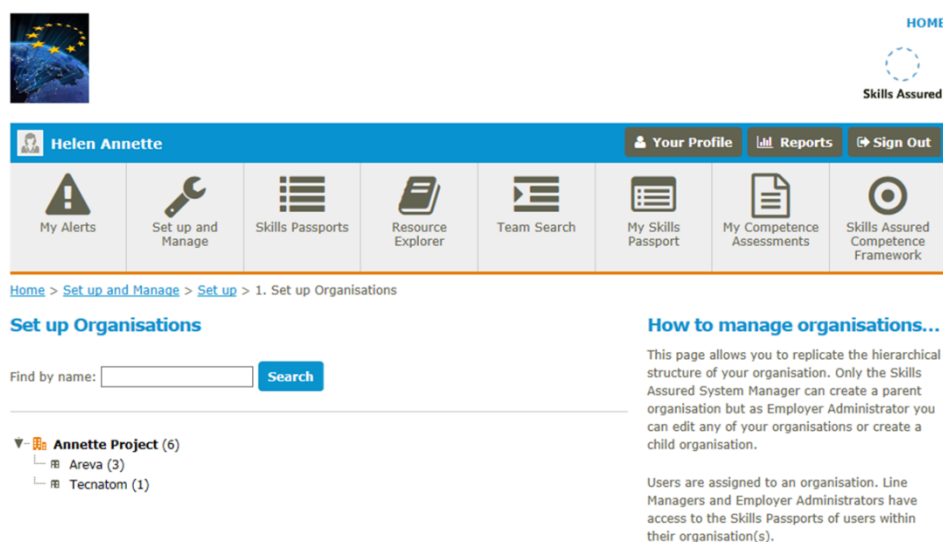 HOME
Skills Assured
Helen Annette
Your Profile
Reports
Sign Out
My Alerts
Set up and
Manage
Skills Passports
Resource
Explorer
Team Search
My Skills
Passport
My Competence
Assessments
Skills Assured
Competence
Framework
Home > Set up and Manage > Set up > 1. Set up Organisations
Set up Organisations
Find by name:
Search
Annette Project (6)
Areva (3)
Tecnatom (1)
How to manage organisations...
This page allows you to replicate the hierarchical
structure of your organisation. Only the Skills
Assured System Manager can create a parent
organisation but as Employer Administrator you
can edit any of your organisations or create a
child organisation.
Users are assigned to an organisation. Line
Managers and Employer Administrators have
access to the Skills Passports of users within
their organisation(s).